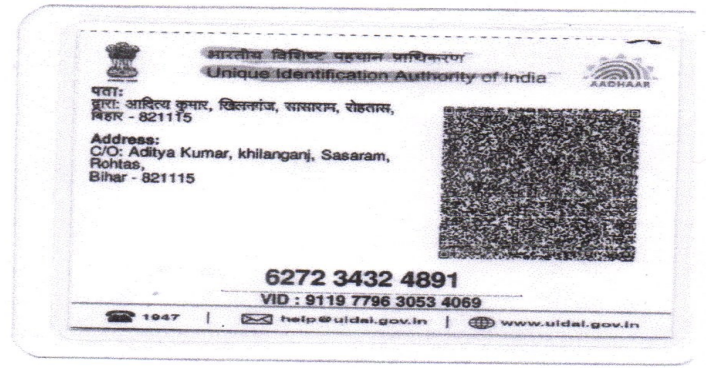 भारतीय विशिष्ट पहचान प्राधिकरण
Unique Identification Authority of India
AADHAAR
पता:
द्वारा: आदित्य कुमार, खिलनगंज, सासाराम, रोहतास,
बिहार - 821115
Address:
C/O: Aditya Kumar, khilanganj, Sasaram,
Rohtas,
Bihar - 821115
6272 3432 4891
VID : 9119 7796 3053 4069
1947 | help@uidai.gov.in | www.uidai.gov.in